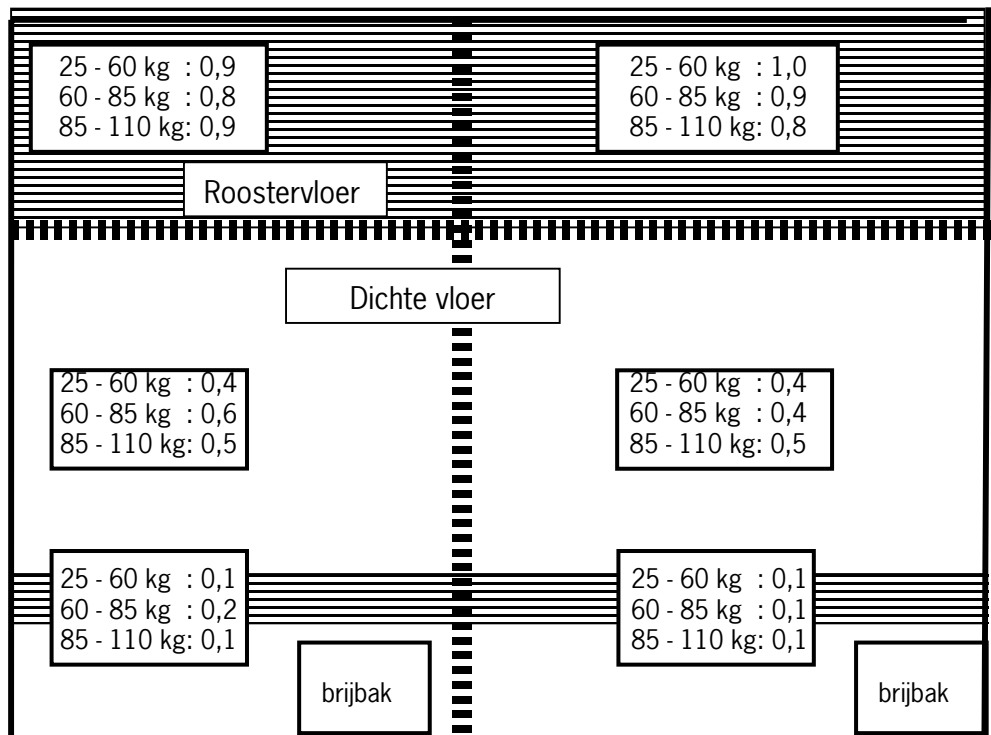 25 - 60 kg : 0,9
60 - 85 kg : 0,8
85 - 110 kg: 0,9
25 - 60 kg : 1,0
60 - 85 kg : 0,9
85 - 110 kg: 0,8
Roostervloer
Dichte vloer
25 - 60 kg : 0,4
60 - 85 kg : 0,6
85 - 110 kg: 0,5
25 - 60 kg : 0,4
60 - 85 kg : 0,4
85 - 110 kg: 0,5
25 - 60 kg : 0,1
60 - 85 kg : 0,2
85 - 110 kg: 0,1
25 - 60 kg : 0,1
60 - 85 kg : 0,1
85 - 110 kg: 0,1
brijbak
brijbak